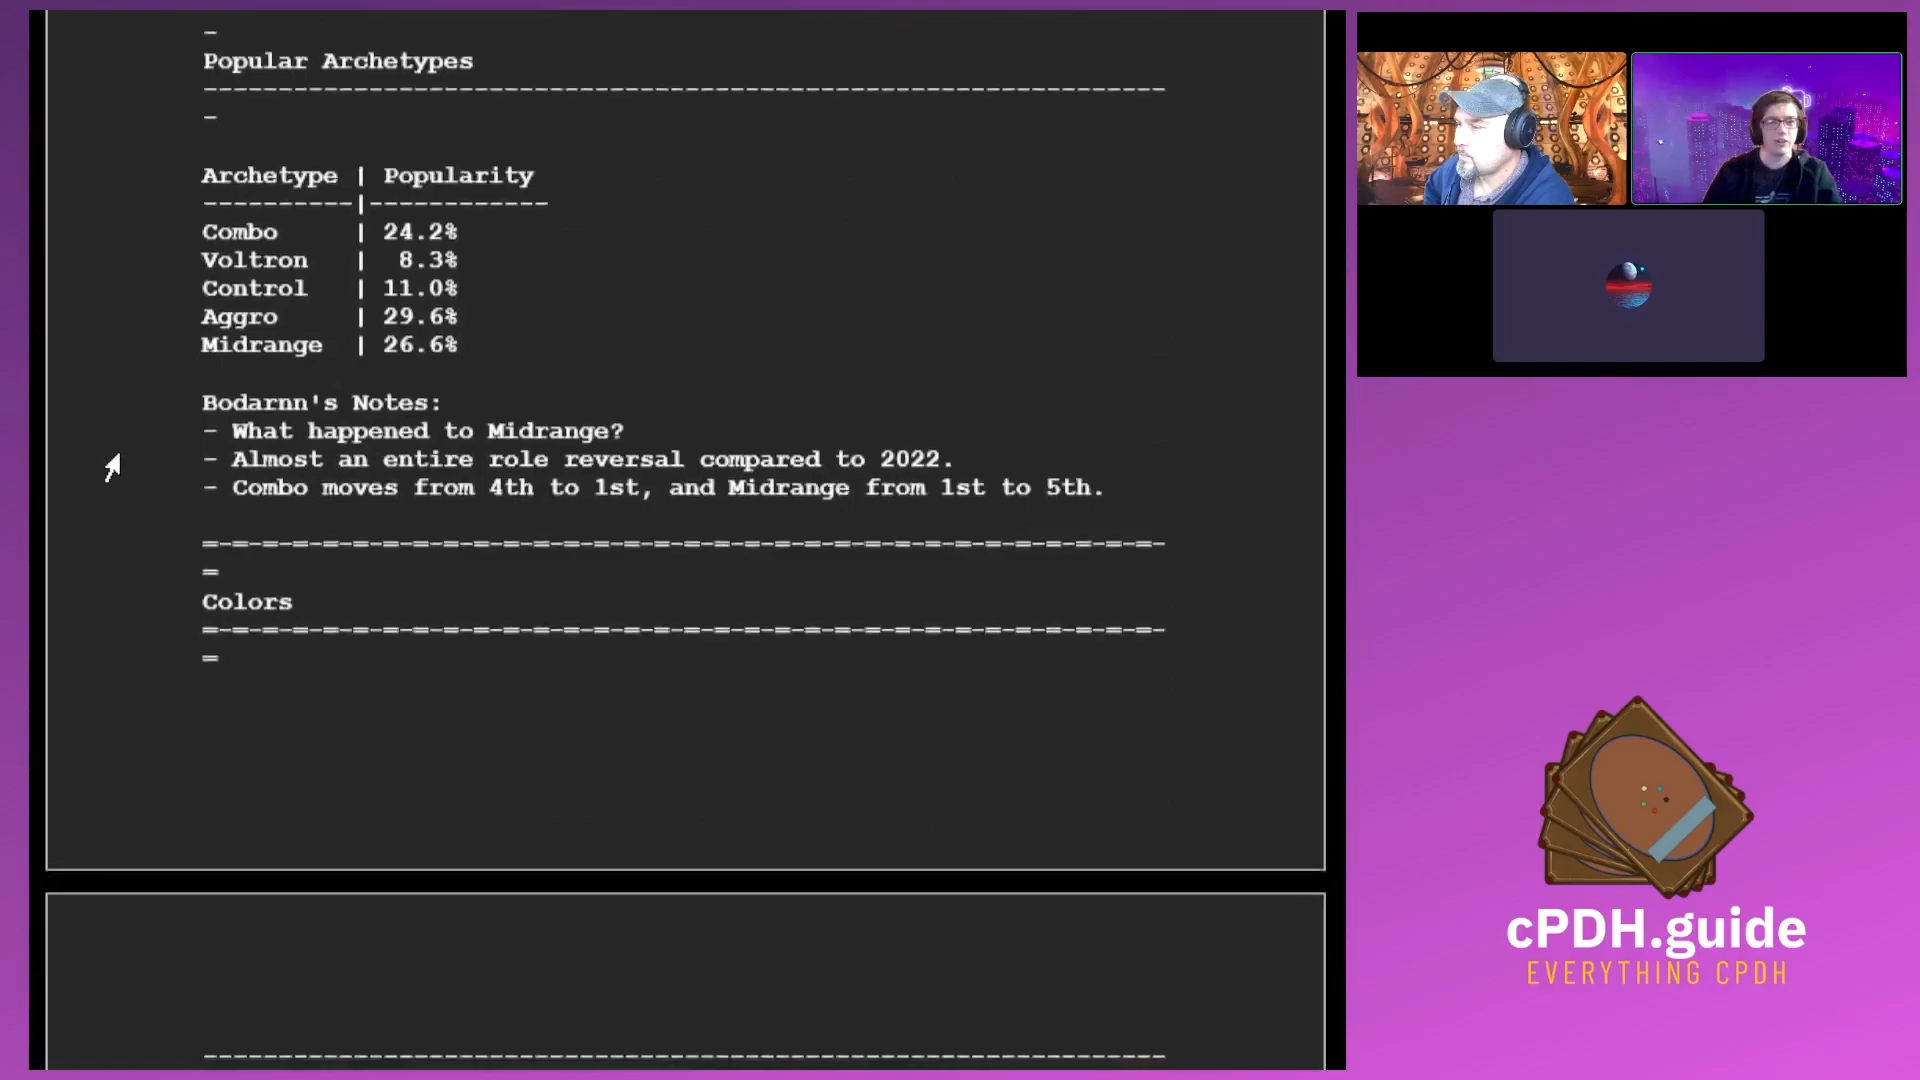 -
Popular Archetypes
----------------------------------------------------------------
-
Archetype | Popularity
----------|------------
Combo     | 24.2%
Voltron   |  8.3%
Control   | 11.0%
Aggro     | 29.6%
Midrange  | 26.6%
Bodarnn's Notes:
- What happened to Midrange?
- Almost an entire role reversal compared to 2022.
- Combo moves from 4th to 1st, and Midrange from 1st to 5th.
=-=-=-=-=-=-=-=-=-=-=-=-=-=-=-=-=-=-=-=-=-=-=-=-=-=-=-=-=-=-=-=-
=
Colors
=-=-=-=-=-=-=-=-=-=-=-=-=-=-=-=-=-=-=-=-=-=-=-=-=-=-=-=-=-=-=-=-
=
----------------------------------------------------------------
cPDH.guide
EVERYTHING CPDH